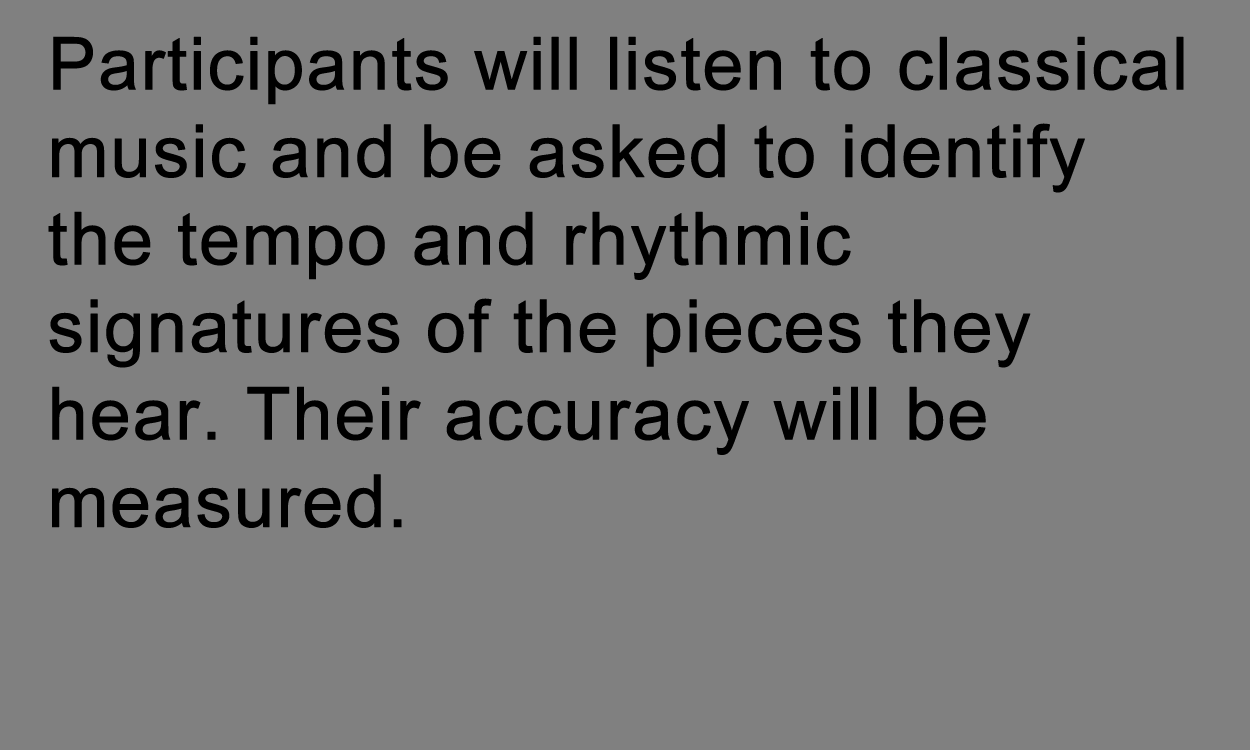 Participants will listen to classical
music and be asked to identify
the tempo and rhythmic
signatures of the pieces they
hear. Their accuracy will be
measured.